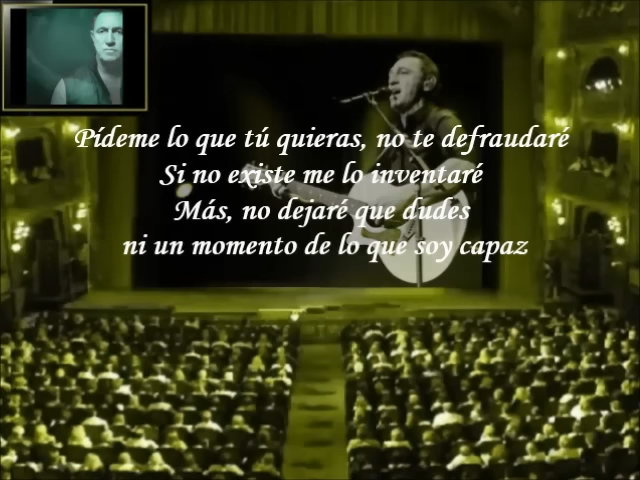 Pídeme lo que tú quieras, no te defraudaré
Si no existe me lo inventaré
Más, no dejaré que dudes
ni un momento de lo que soy capaz